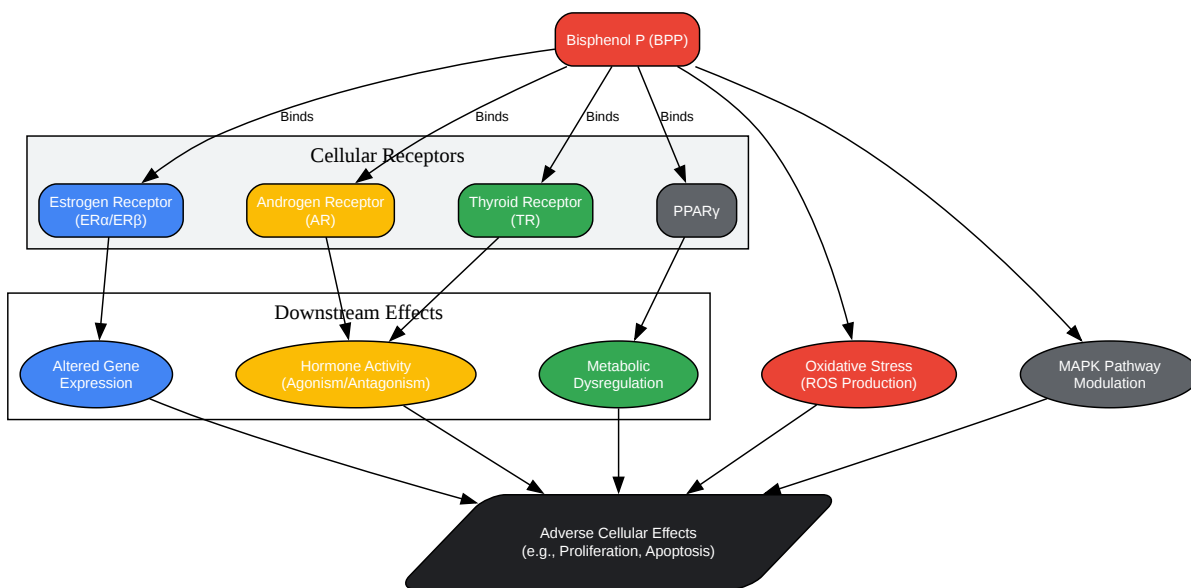 Bisphenol P (BPP)
Binds
Binds
Binds
Binds
Cellular Receptors
Estrogen Receptor
(ERα/ERβ)
Androgen Receptor
(AR)
Thyroid Receptor
(TR)
PPARγ
Downstream Effects
Altered Gene
Expression
Hormone Activity
(Agonism/Antagonism)
Metabolic
Dysregulation
Oxidative Stress
(ROS Production)
MAPK Pathway
Modulation
Adverse Cellular Effects
(e.g., Proliferation, Apoptosis)